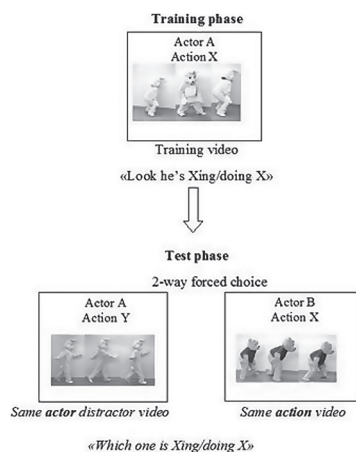 Training phase
Actor A
Action X
Training video
«Look he's Xing/doing X»
Test phase
2-way forced choice
Actor A
Action Y
Same actor distractor video
Actor B
Action X
Same action video
«Which one is Xing/doing X»